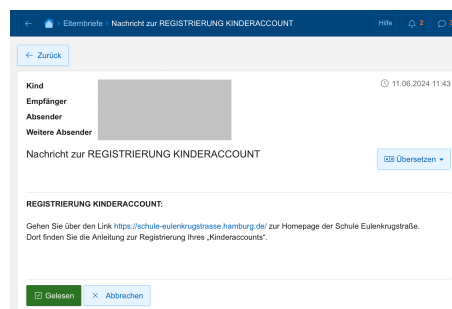 ← › Elternbriefe › Nachricht zur REGISTRIERUNG KINDERACCOUNT Hilfe 2
← Zurück
Kind 11.06.2024 11:43
Empfänger
Absender
Weitere Absender
Nachricht zur REGISTRIERUNG KINDERACCOUNT
Übersetzen
REGISTRIERUNG KINDERACCOUNT:
Gehen Sie über den Link https://schule-eulenkrugstrasse.hamburg.de/ zur Homepage der Schule Eulenkrugstraße.
Dort finden Sie die Anleitung zur Registrierung Ihres „Kinderaccounts“.
Gelesen × Abbrechen